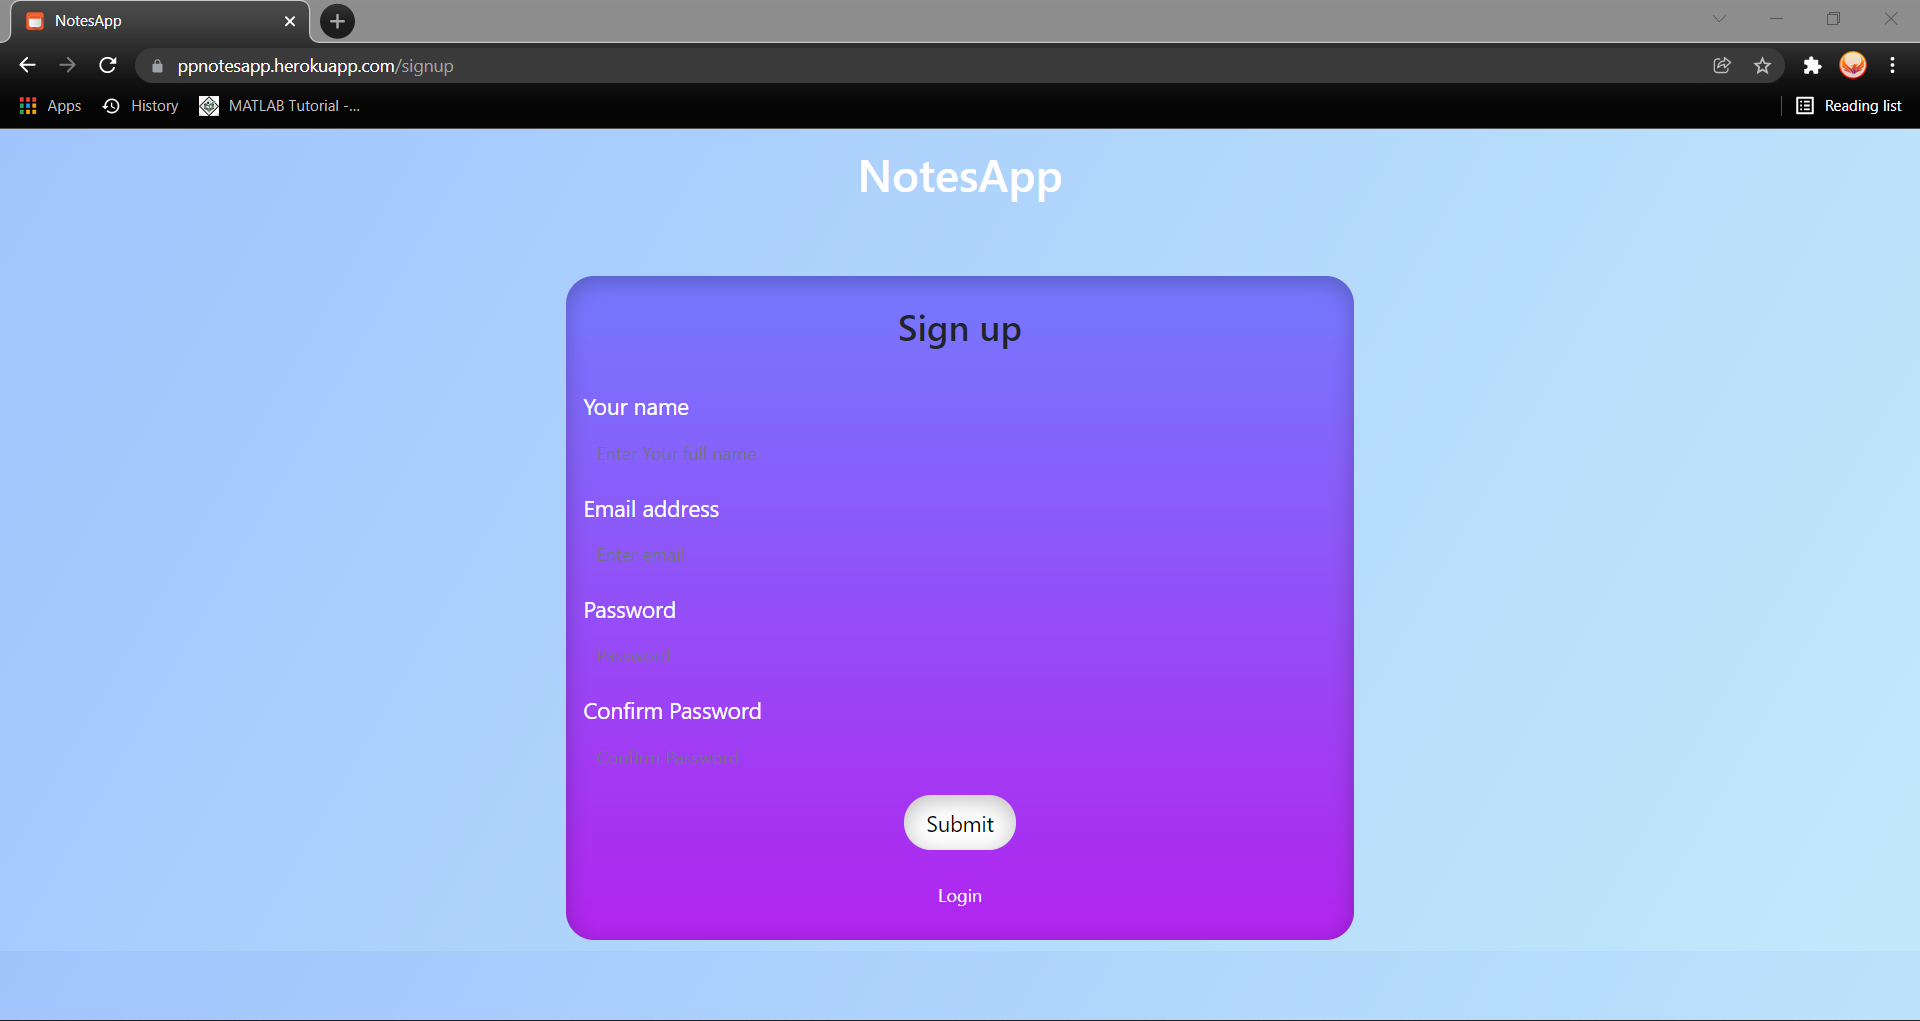 NotesApp
ppnotesapp.herokuapp.com/signup
Apps History MATLAB Tutorial -... Reading list
NotesApp
Sign up
Your name
Enter Your full name
Email address
Enter email
Password
Password
Confirm Password
Confirm Password
Submit
Login